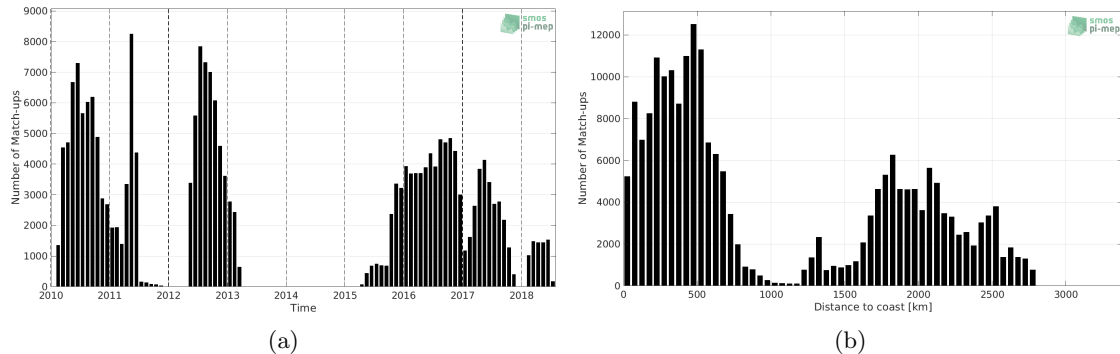 smos
pi-mep
Number of Match-ups
9000
8000
7000
6000
5000
4000
3000
2000
1000
0
2010 2011 2012 2013 2014 2015 2016 2017 2018
Time
(a)
smos
pi-mep
Number of Match-ups
12000
10000
8000
6000
4000
2000
0
0 500 1000 1500 2000 2500 3000
Distance to coast [km]
(b)